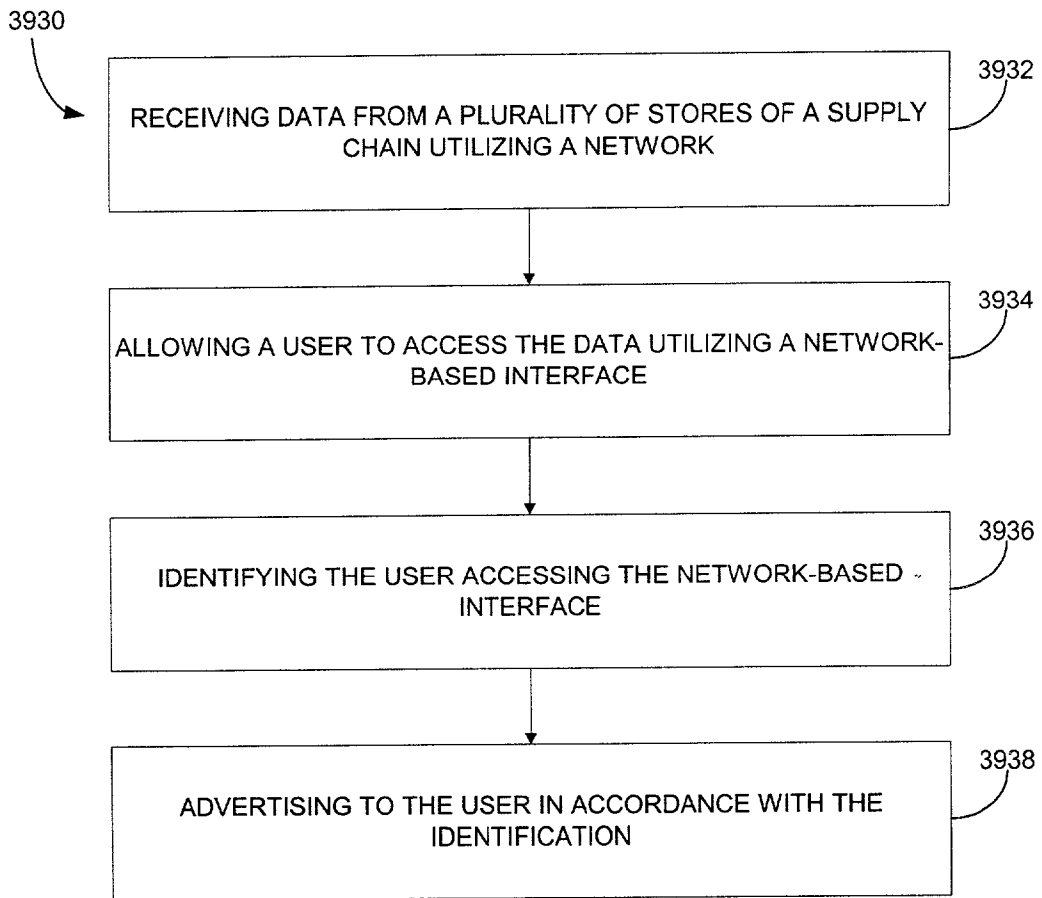 3930
3932
RECEIVING DATA FROM A PLURALITY OF STORES OF A SUPPLY
CHAIN UTILIZING A NETWORK
3934
ALLOWING A USER TO ACCESS THE DATA UTILIZING A NETWORK-
BASED INTERFACE
3936
IDENTIFYING THE USER ACCESSING THE NETWORK-BASED
INTERFACE
3938
ADVERTISING TO THE USER IN ACCORDANCE WITH THE
IDENTIFICATION